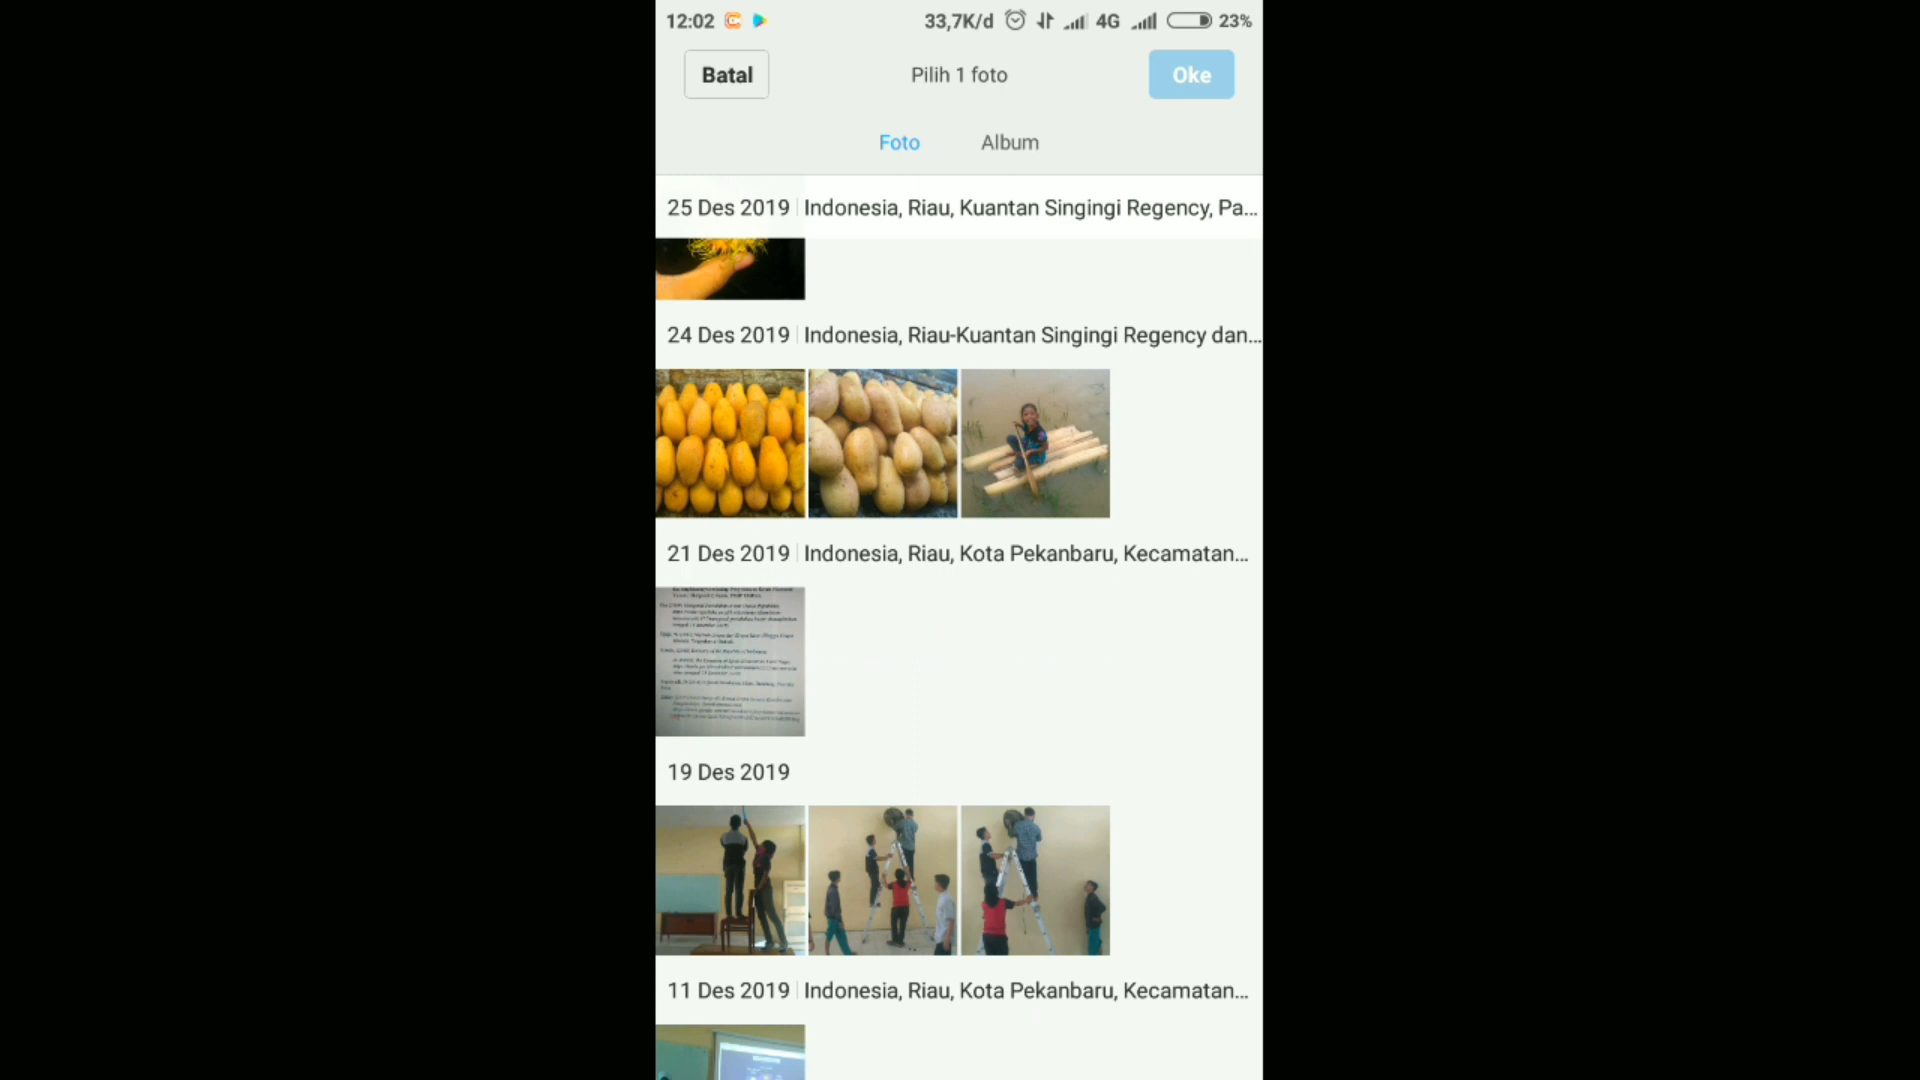 12:02 33,7K/d 4G 23%
Batal Pilih 1 foto Oke
Foto Album
25 Des 2019 Indonesia, Riau, Kuantan Singingi Regency, Pa...
24 Des 2019 Indonesia, Riau-Kuantan Singingi Regency dan...
21 Des 2019 Indonesia, Riau, Kota Pekanbaru, Kecamatan...
19 Des 2019
11 Des 2019 Indonesia, Riau, Kota Pekanbaru, Kecamatan...